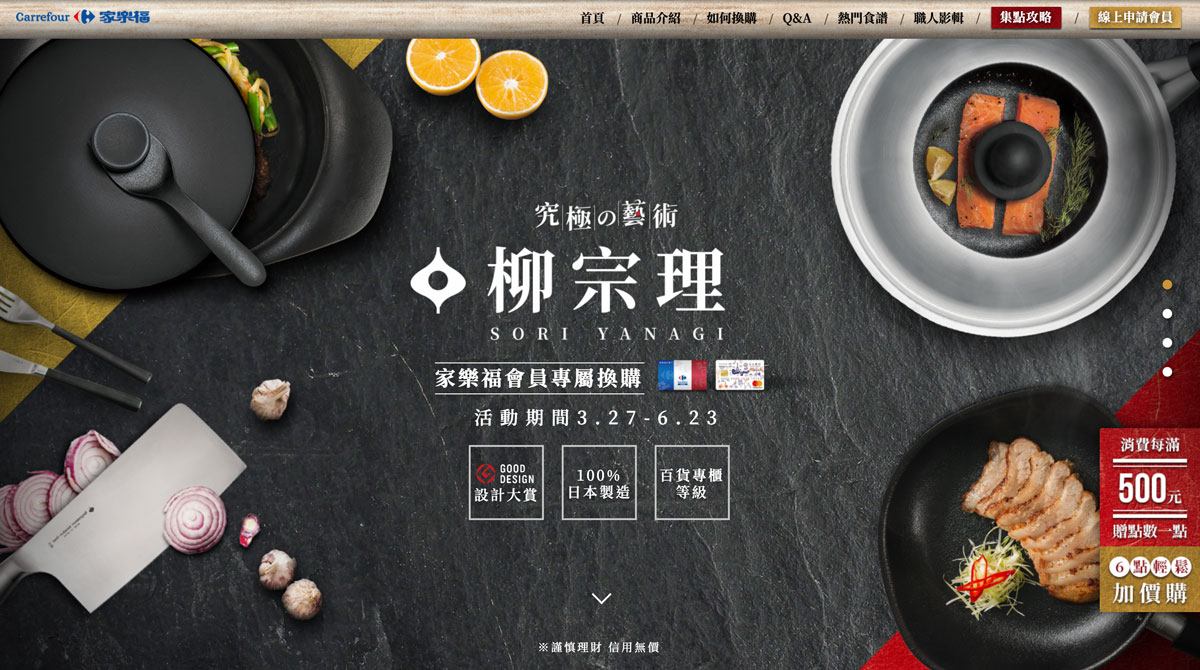 Carrefour 家樂福
首頁 / 商品介紹 / 如何換購 / Q&A / 熱門食譜 / 職人影輯 / 集點攻略 / 線上申請會員
究極の藝術
柳宗理
SORI YANAGI
家樂福會員專屬換購
活動期間3.27-6.23
GOOD
DESIGN
設計大賞
100%
日本製造
百貨專櫃
等級
消費每滿
500元
贈點數一點
6點輕鬆
加價購
※謹慎理財 信用無價